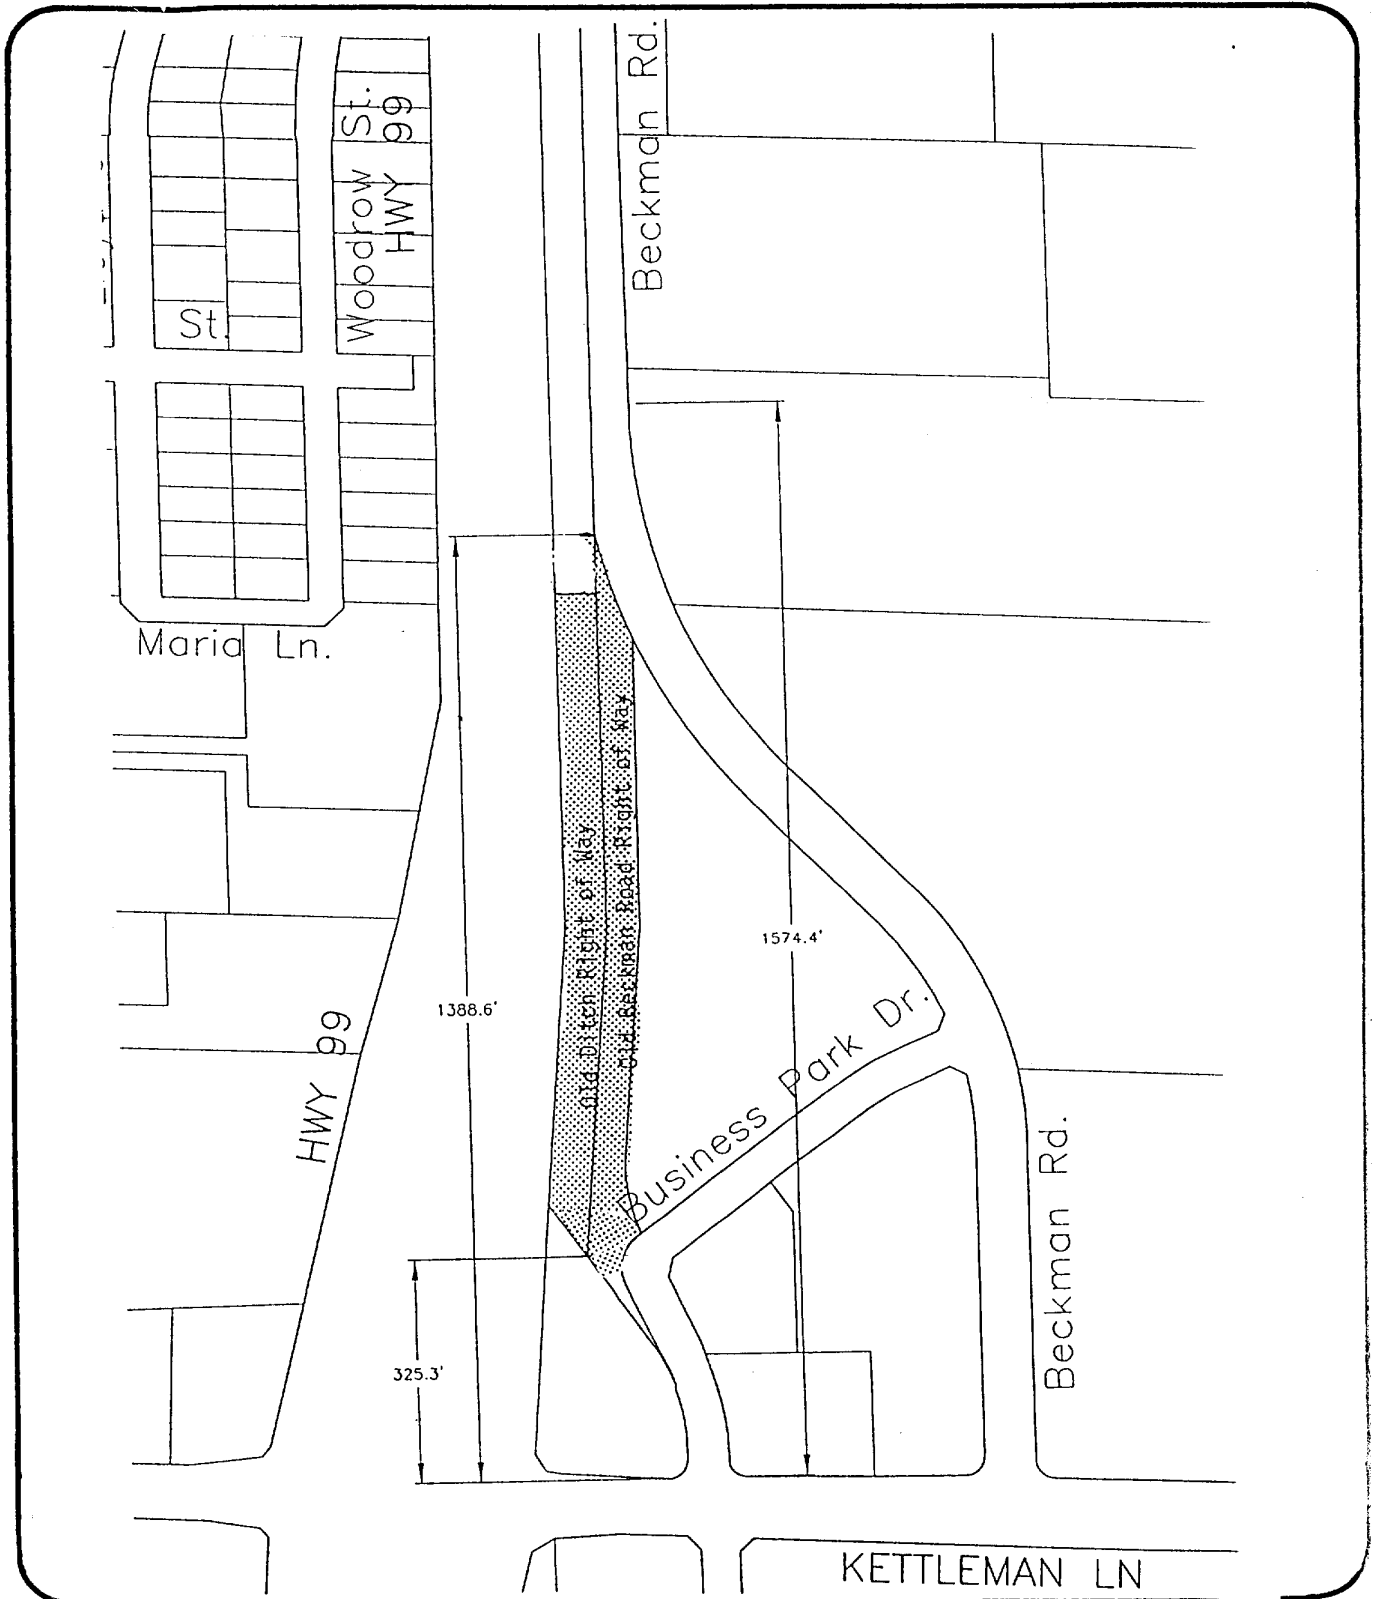 Beckman Rd.
Woodrow St.
HWY 99
St.
Maria Ln.
Old Ditch Right of Way
Old Beckman Road Right of Way
1574.4'
1388.6'
Business Park Dr.
HWY 99
Beckman Rd.
325.3'
KETTLEMAN LN